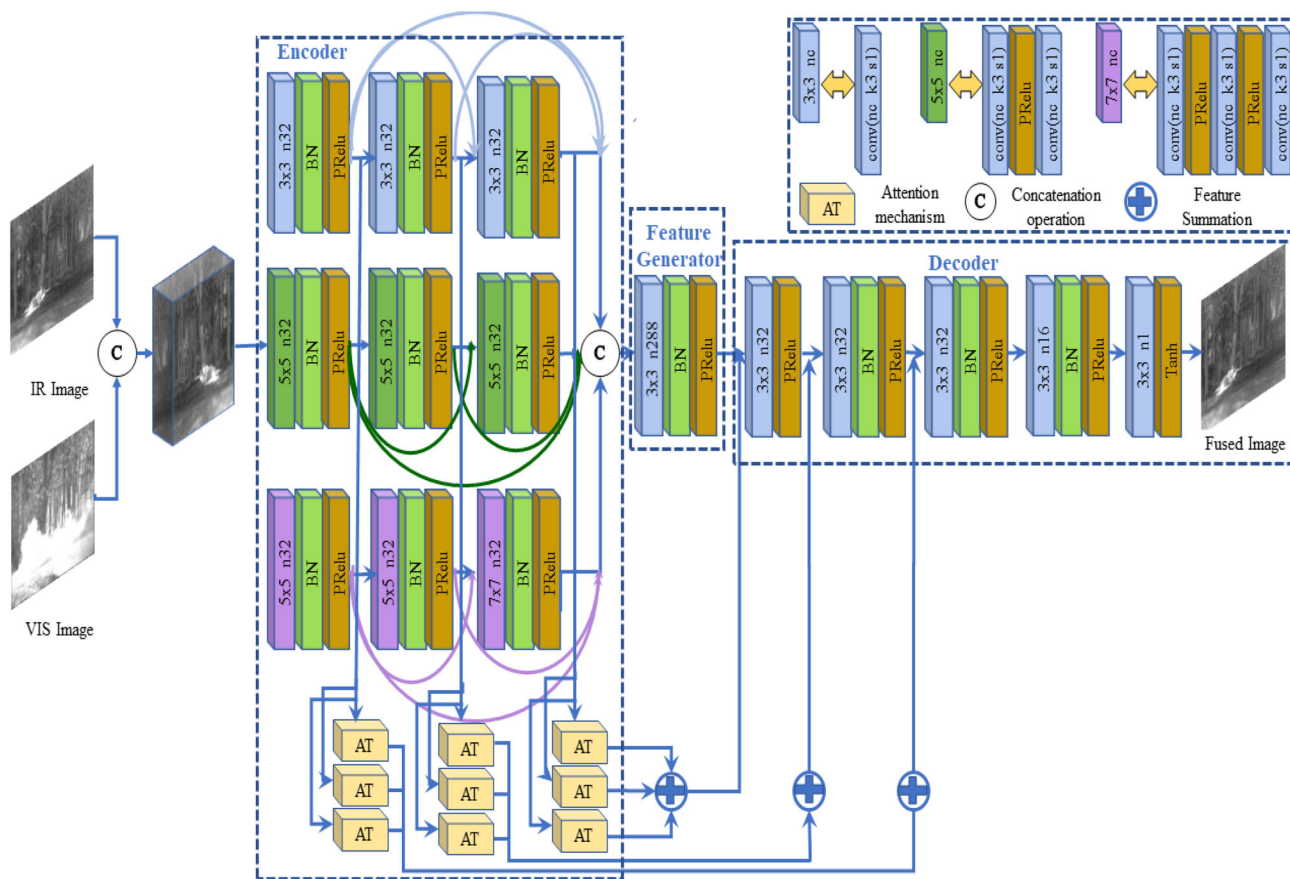 Encoder
3x3 n32
BN
PRelu
3x3 n32
BN
PRelu
3x3 n32
BN
PRelu
3x3 nc
conv(nc k3 s1)
5x5 nc
conv(nc k3 s1)
PRelu
conv(nc k3 s1)
7x7 nc
conv(nc k3 s1)
PRelu
conv(nc k3 s1)
PRelu
conv(nc k3 s1)
AT
Attention
mechanism
C
Concatenation
operation
Feature
Summation
IR Image
C
VIS Image
5x5 n32
BN
PRelu
5x5 n32
BN
PRelu
5x5 n32
BN
PRelu
C
Feature
Generator
3x3 n288
BN
PRelu
Decoder
3x3 n32
PRelu
3x3 n32
BN
PRelu
3x3 n32
BN
PRelu
3x3 n16
BN
PRelu
3x3 n1
Tanh
Fused Image
5x5 n32
BN
PRelu
5x5 n32
BN
PRelu
7x7 n32
BN
PRelu
AT
AT
AT
AT
AT
AT
AT
AT
AT